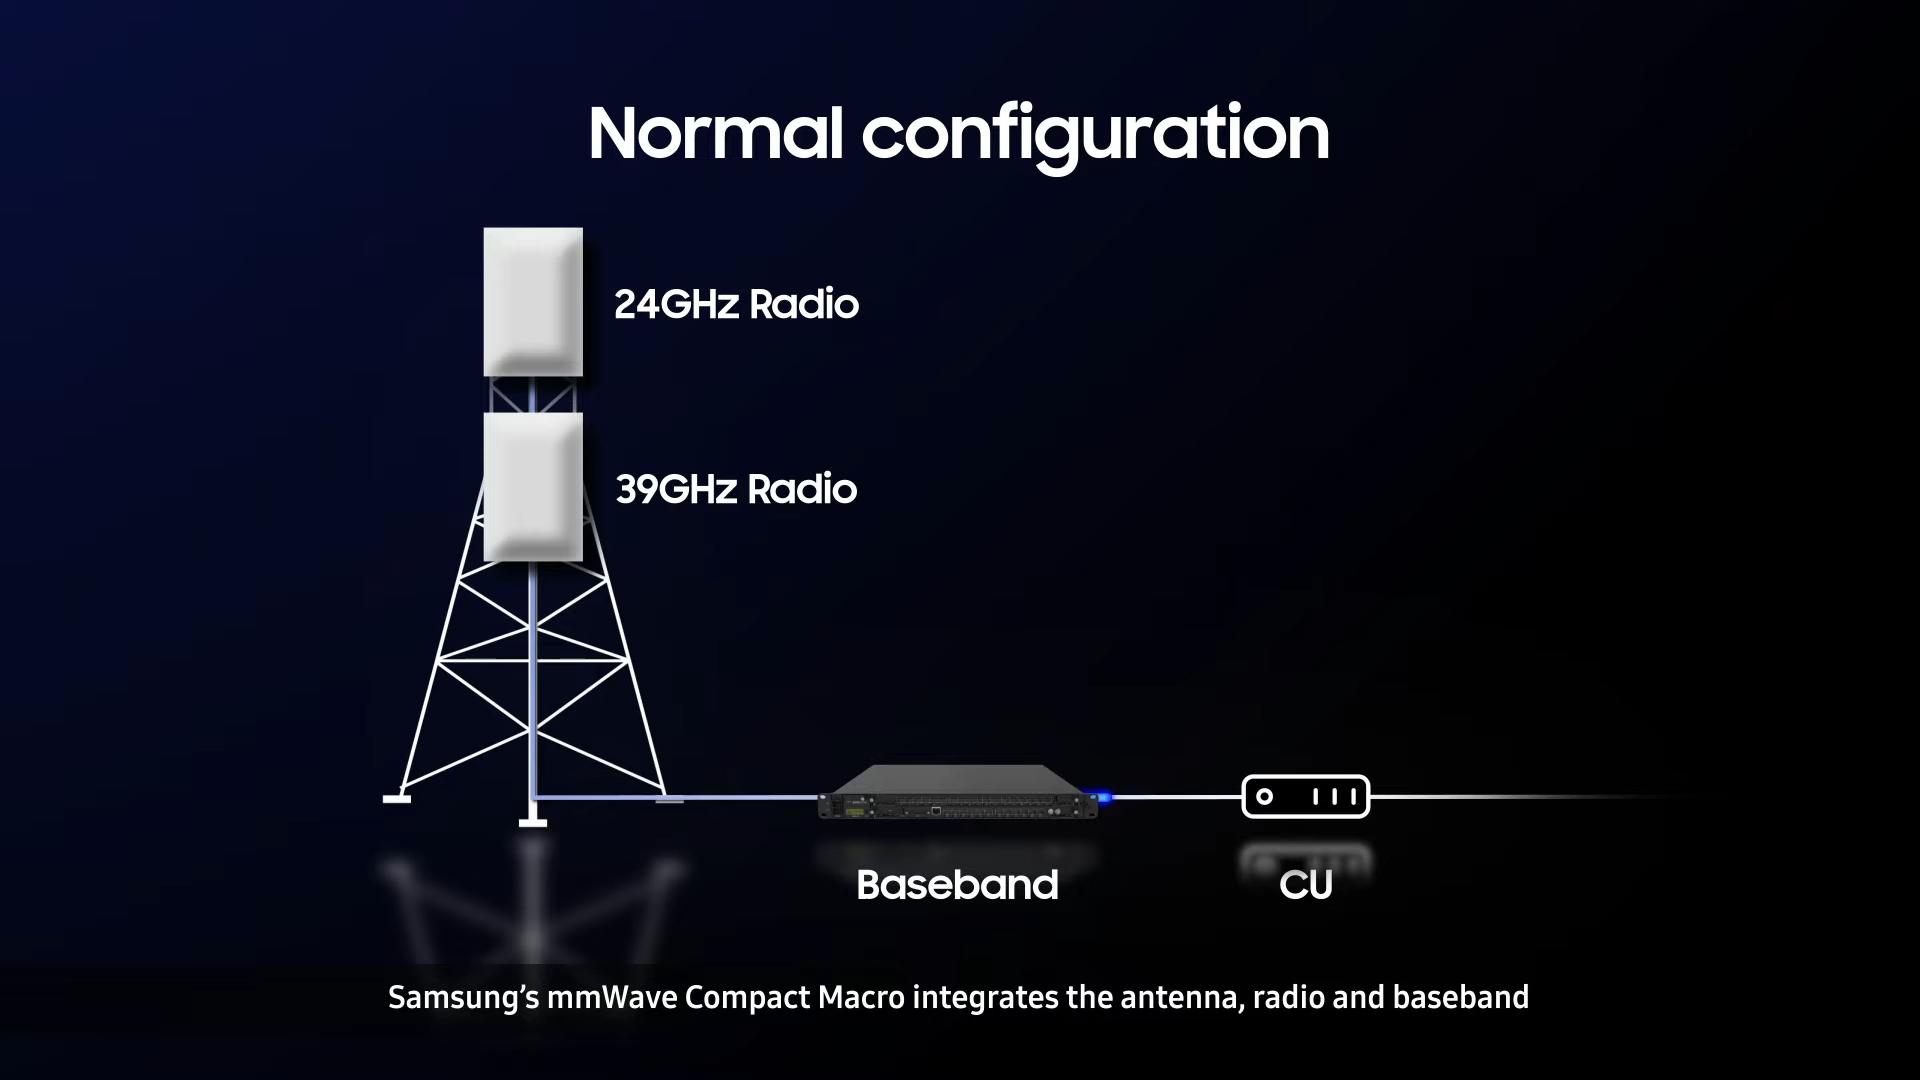 Normal configuration
24GHz Radio
39GHz Radio
Baseband
CU
Samsung’s mmWave Compact Macro integrates the antenna, radio and baseband